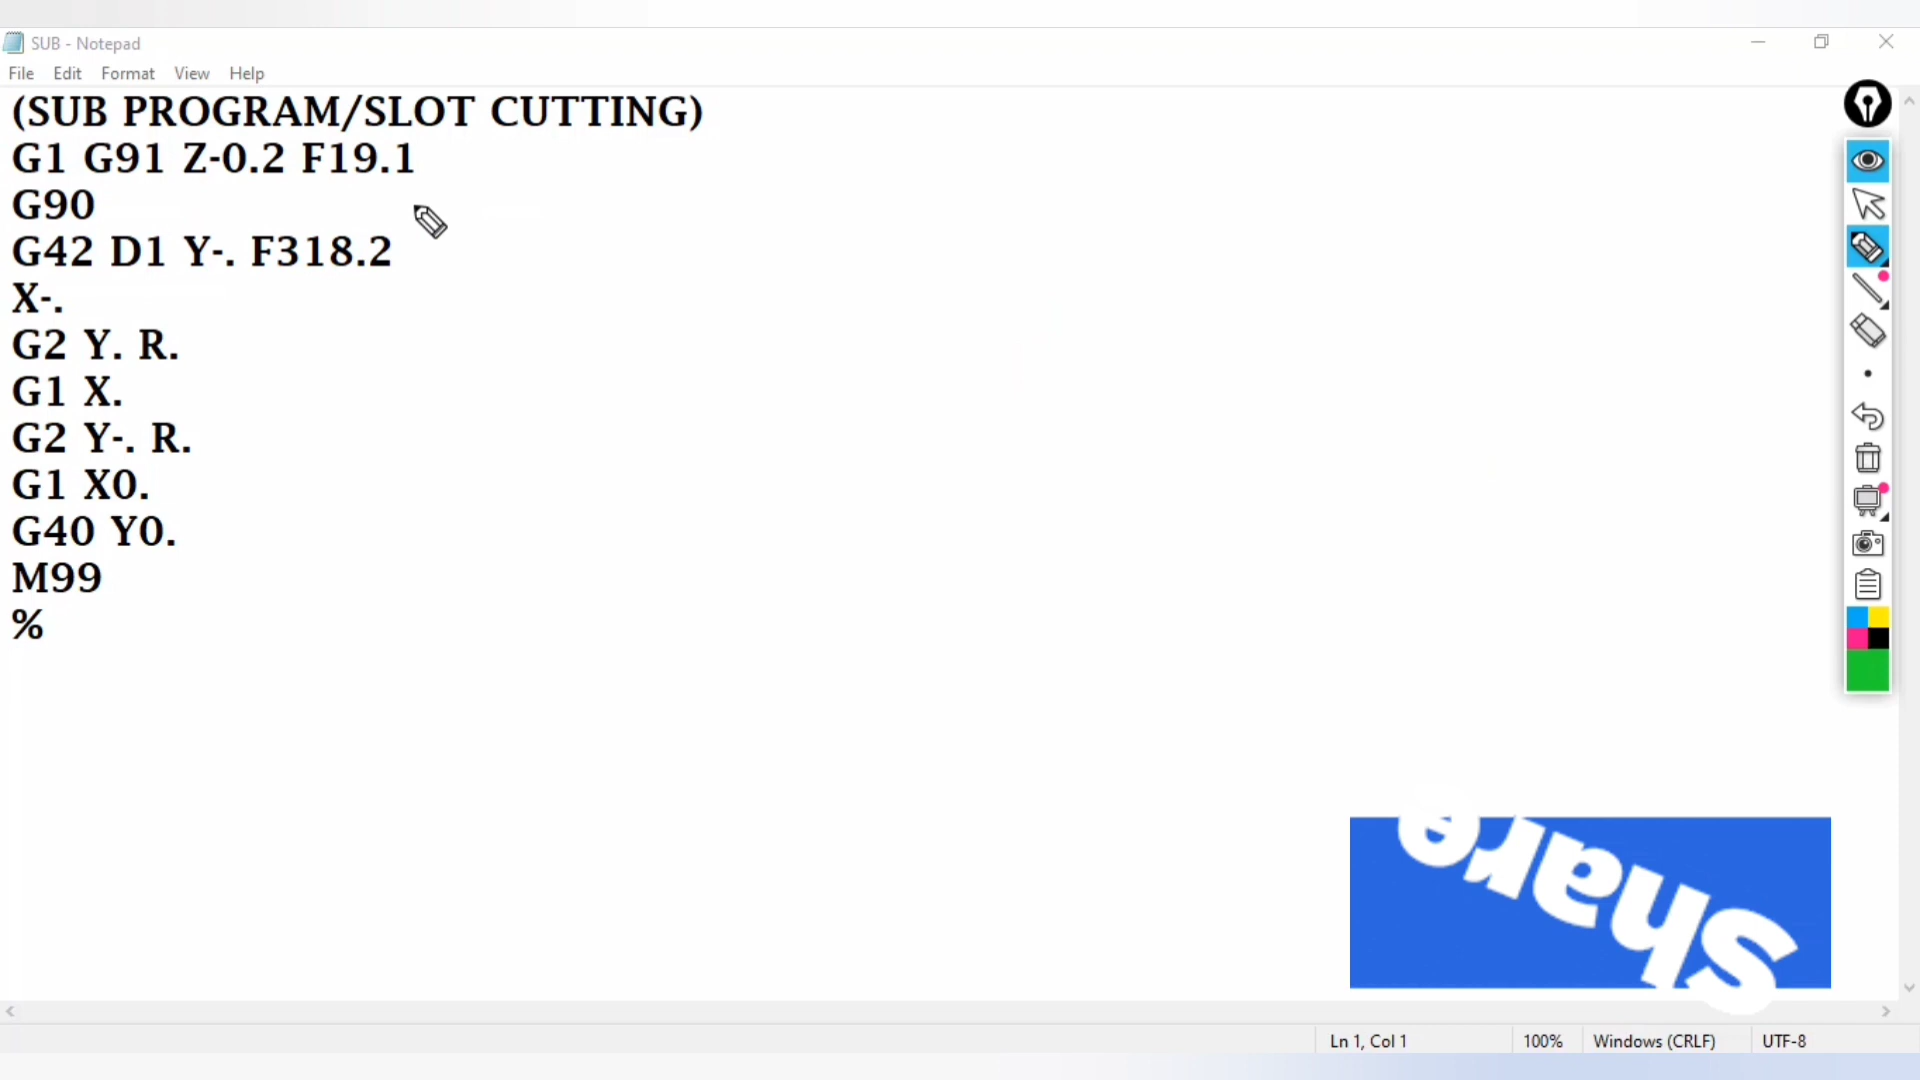 SUB - Notepad
File Edit Format View Help
(SUB PROGRAM/SLOT CUTTING)
G1 G91 Z-0.2 F19.1
G90
G42 D1 Y-. F318.2
X-.
G2 Y. R.
G1 X.
G2 Y-. R.
G1 X0.
G40 Y0.
M99
%
Share
Ln 1, Col 1 100% Windows (CRLF) UTF-8